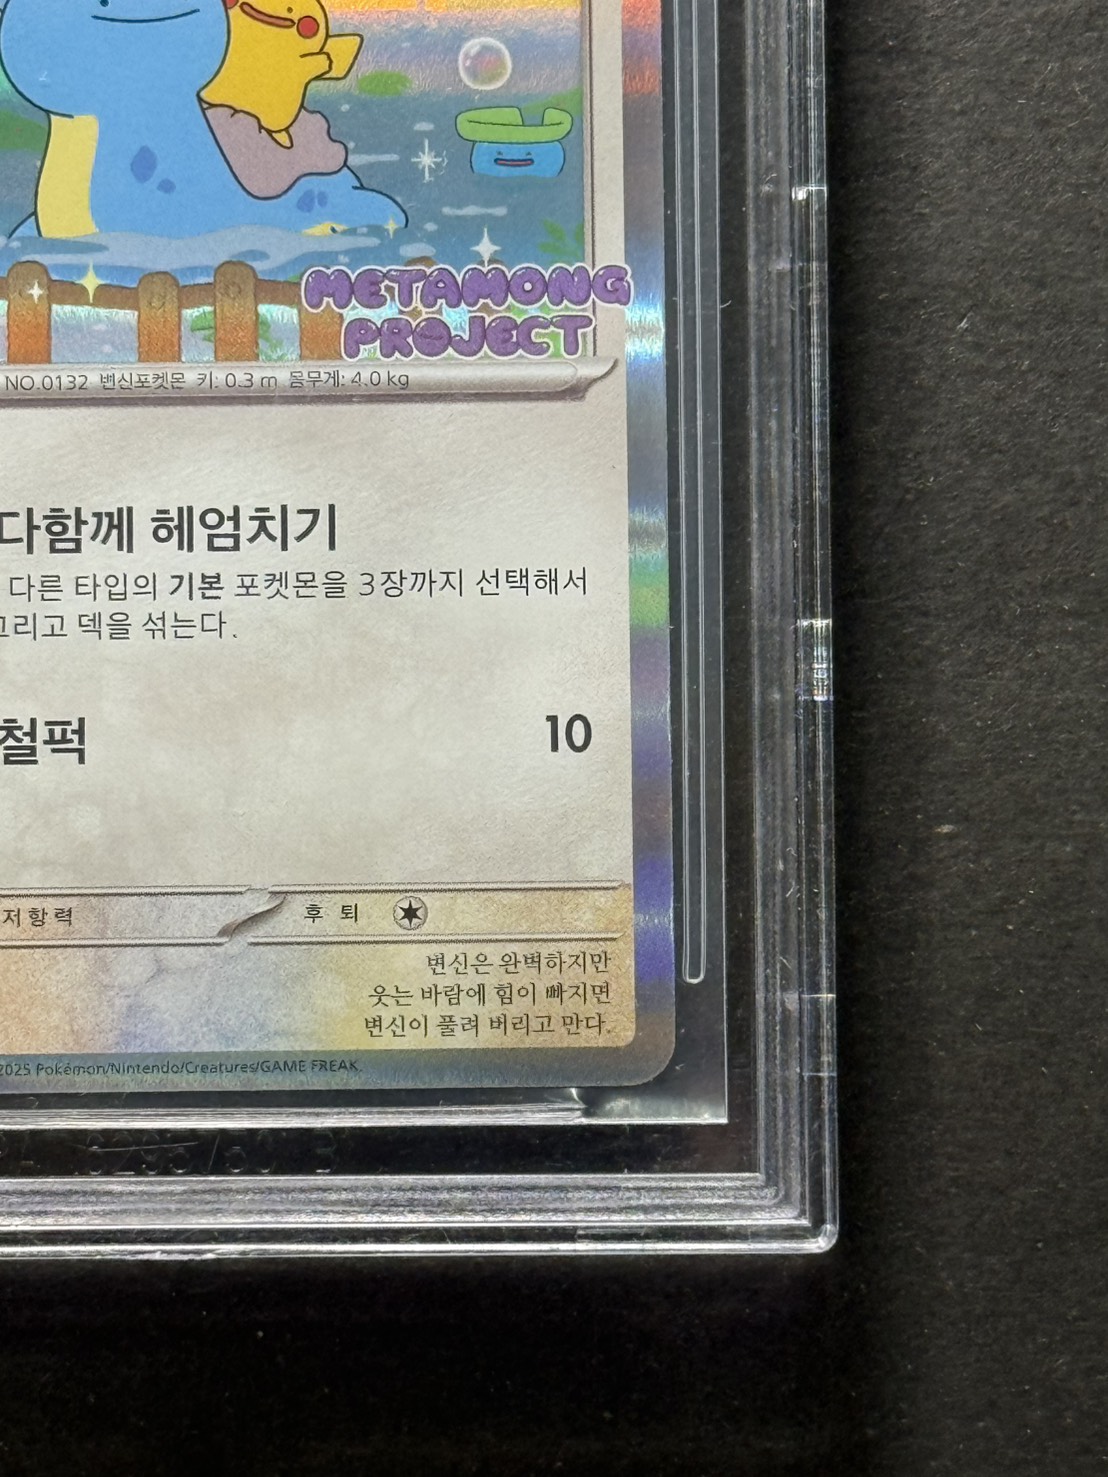 METAMONG
PROJECT
NO.0132 변신포켓몬 키: 0.3 m 몸무게: 4.0 kg
다함께 헤엄치기
다른 타입의 기본 포켓몬을 3장까지 선택해서
그리고 덱을 섞는다.
철퍽 10
저항력 후퇴
변신은 완벽하지만
웃는 바람에 힘이 빠지면
변신이 풀려 버리고 만다.
2025 Pokémon/Nintendo/Creatures/GAME FREAK.